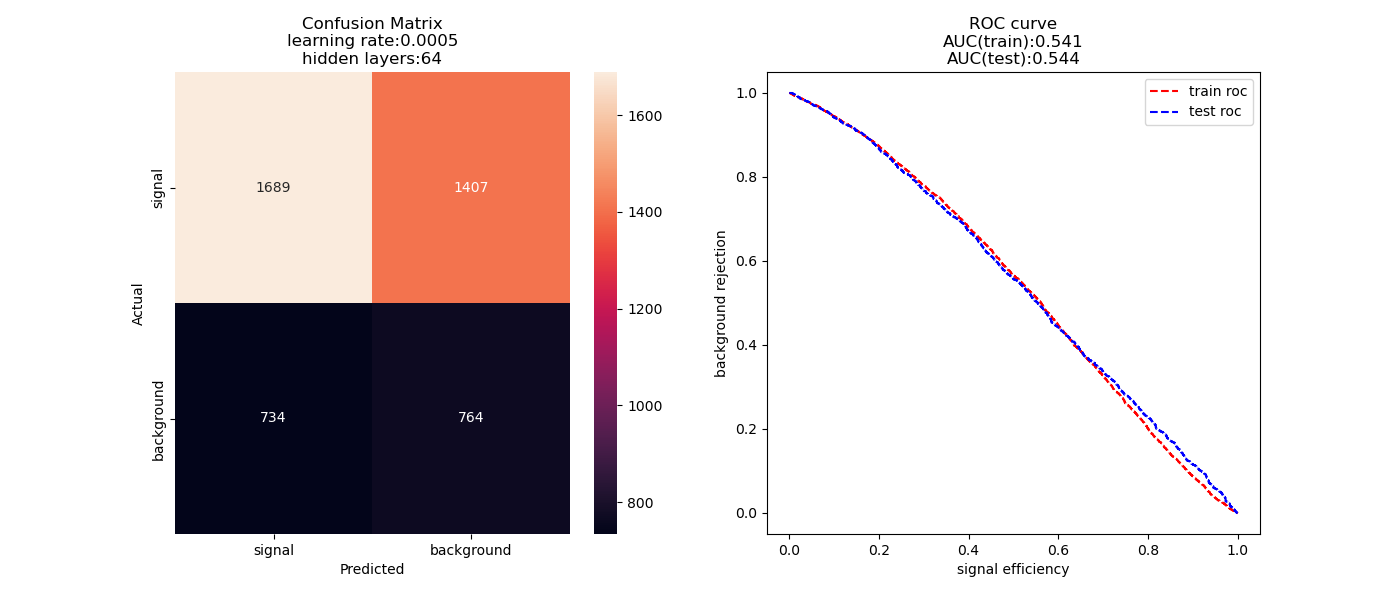 Confusion Matrix
learning rate:0.0005
hidden layers:64
signal
background
Actual
1689
1407
734
764
signal
background
Predicted
1600
1400
1200
1000
800
ROC curve
AUC(train):0.541
AUC(test):0.544
train roc
test roc
background rejection
1.0
0.8
0.6
0.4
0.2
0.0
0.0
0.2
0.4
0.6
0.8
1.0
signal efficiency